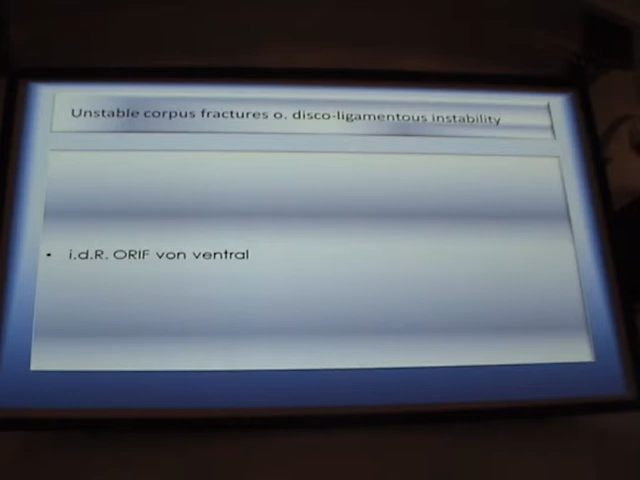 Unstable corpus fractures o. disco-ligamentous instability
• i.d.R. ORIF von ventral